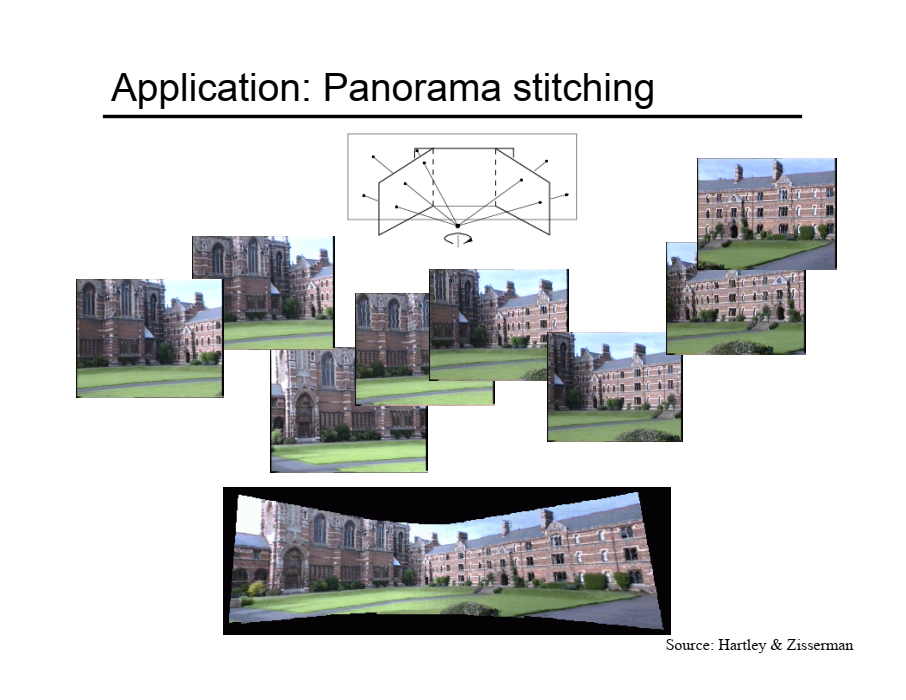 Application: Panorama stitching
Source: Hartley & Zisserman